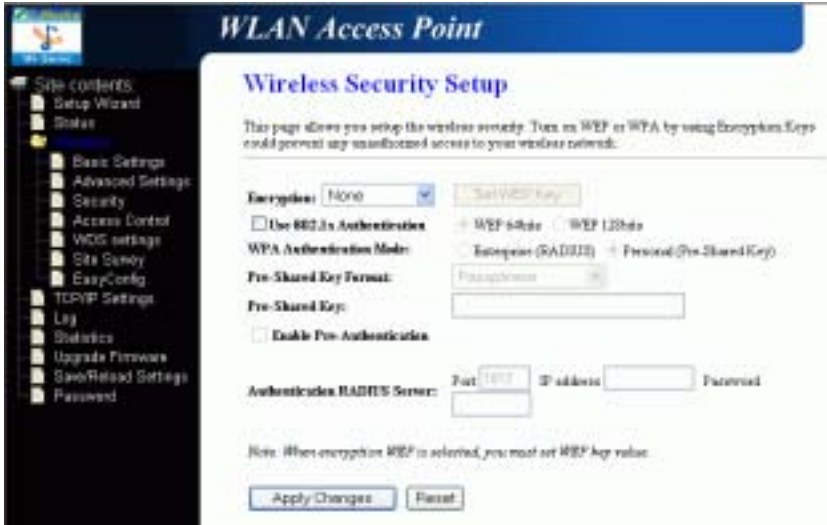 WLAN Access Point
Site contents:
Setup Wizard
Status
Wireless
Basic Settings
Advanced Settings
Security
Access Control
WDS settings
Site Survey
EasyConfig
TCP/IP Settings
Log
Statistics
Upgrade Firmware
Save/Reload Settings
Password
Wireless Security Setup
This page allows you setup the wireless security. Turn on WEP or WPA by using Encryption Keys
could prevent any unauthorized access to your wireless network.
Encryption: None Set WEP Key
Use 802.1x Authentication WEP 64bits WEP 128bits
WPA Authentication Mode: Enterprise (RADIUS) Personal (Pre-Shared Key)
Pre-Shared Key Format: Passphrase
Pre-Shared Key:
Enable Pre-Authentication
Authentication RADIUS Server: Port 1812 IP address Password
Note: When encryption WEP is selected, you must set WEP key value.
Apply Changes Reset